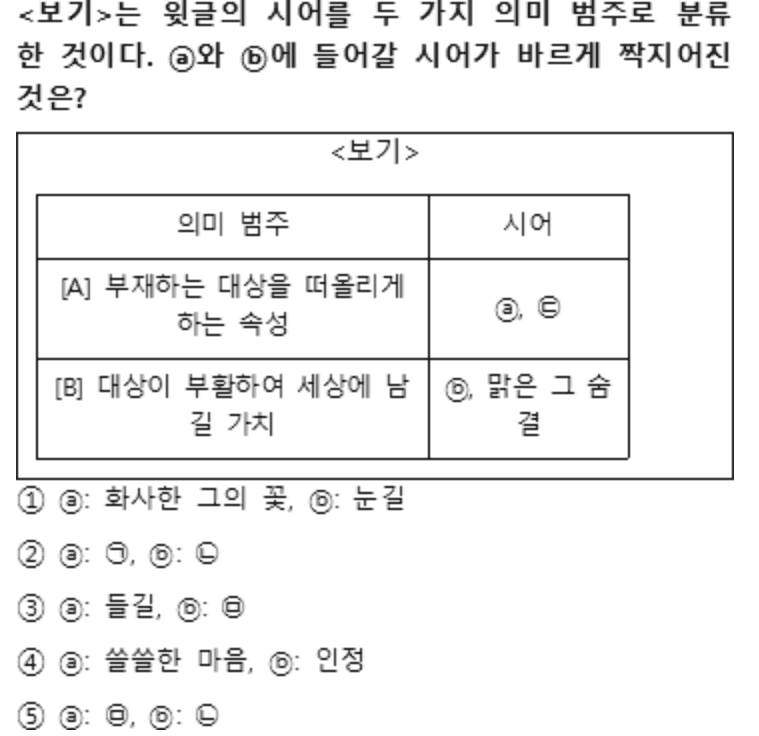 <보기>는 윗글의 시어를 두 가지 의미 범주로 분류
한 것이다. ⓐ와 ⓑ에 들어갈 시어가 바르게 짝지어진
것은?
<보기>
의미 범주 시어
[A] 부재하는 대상을 떠올리게
하는 속성
ⓐ, ㉢
[B] 대상이 부활하여 세상에 남
길 가치
ⓑ, 맑은 그 숨
결
① ⓐ: 화사한 그의 꽃, ⓑ: 눈길
② ⓐ: ㉠, ⓑ: ㉡
③ ⓐ: 들길, ⓑ: ㉤
④ ⓐ: 쓸쓸한 마음, ⓑ: 인정
⑤ ⓐ: ㉤, ⓑ: ㉡